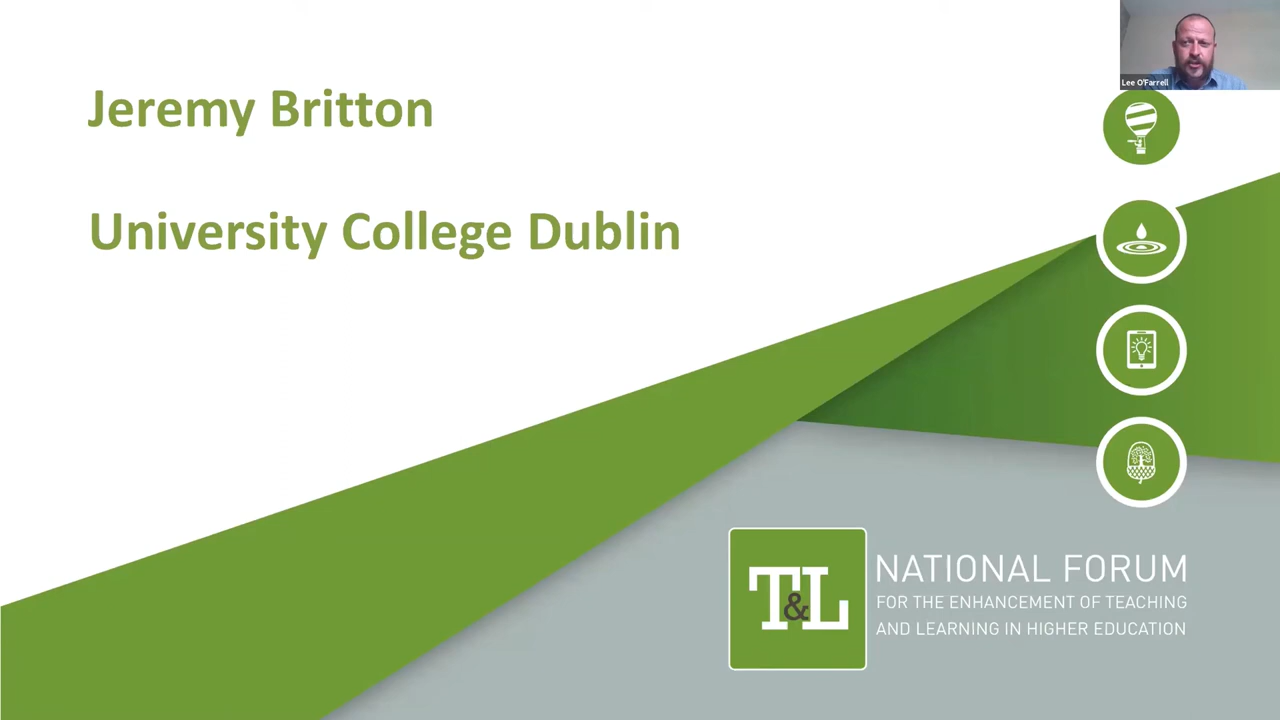 Jeremy Britton
University College Dublin
Lee O'Farrell
T&L
NATIONAL FORUM
FOR THE ENHANCEMENT OF TEACHING
AND LEARNING IN HIGHER EDUCATION